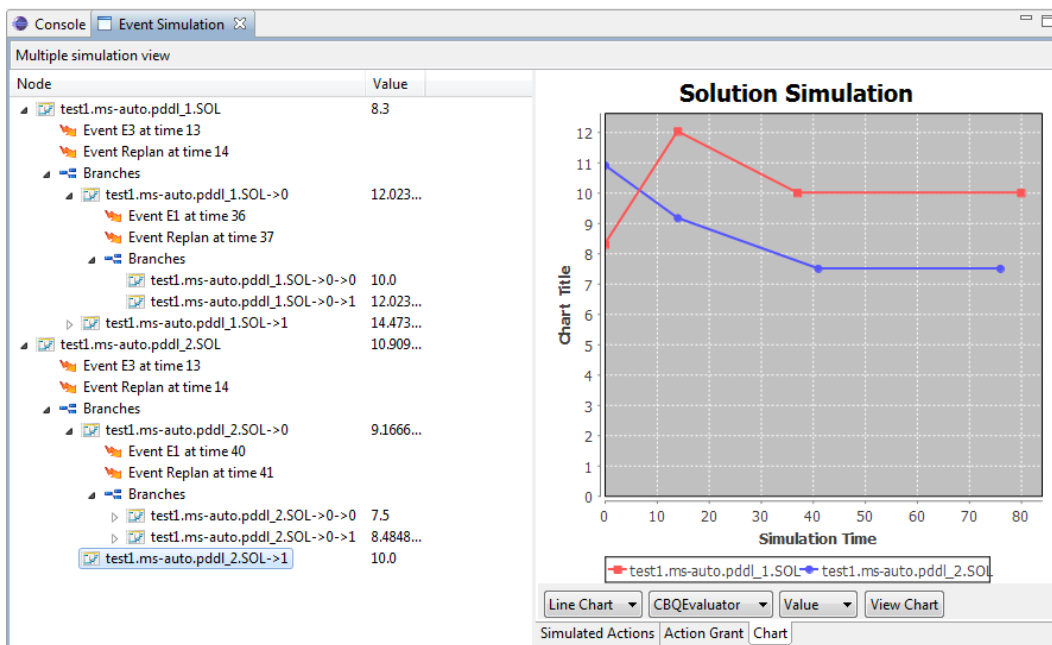 Console Event Simulation
Multiple simulation view
Node Value
test1.ms-auto.pddl_1.SOL 8.3
Event E3 at time 13
Event Replan at time 14
Branches
test1.ms-auto.pddl_1.SOL->0 12.023...
Event E1 at time 36
Event Replan at time 37
Branches
test1.ms-auto.pddl_1.SOL->0->0 10.0
test1.ms-auto.pddl_1.SOL->0->1 12.023...
test1.ms-auto.pddl_1.SOL->1 14.473...
test1.ms-auto.pddl_2.SOL 10.909...
Event E3 at time 13
Event Replan at time 14
Branches
test1.ms-auto.pddl_2.SOL->0 9.1666...
Event E1 at time 40
Event Replan at time 41
Branches
test1.ms-auto.pddl_2.SOL->0->0 7.5
test1.ms-auto.pddl_2.SOL->0->1 8.4848...
test1.ms-auto.pddl_2.SOL->1 10.0
Solution Simulation
Chart Title
12
11
10
9
8
7
6
5
4
3
2
1
0
0 10 20 30 40 50 60 70 80
Simulation Time
test1.ms-auto.pddl_1.SOL test1.ms-auto.pddl_2.SOL
Line Chart CBQEvaluator Value View Chart
Simulated Actions Action Grant Chart